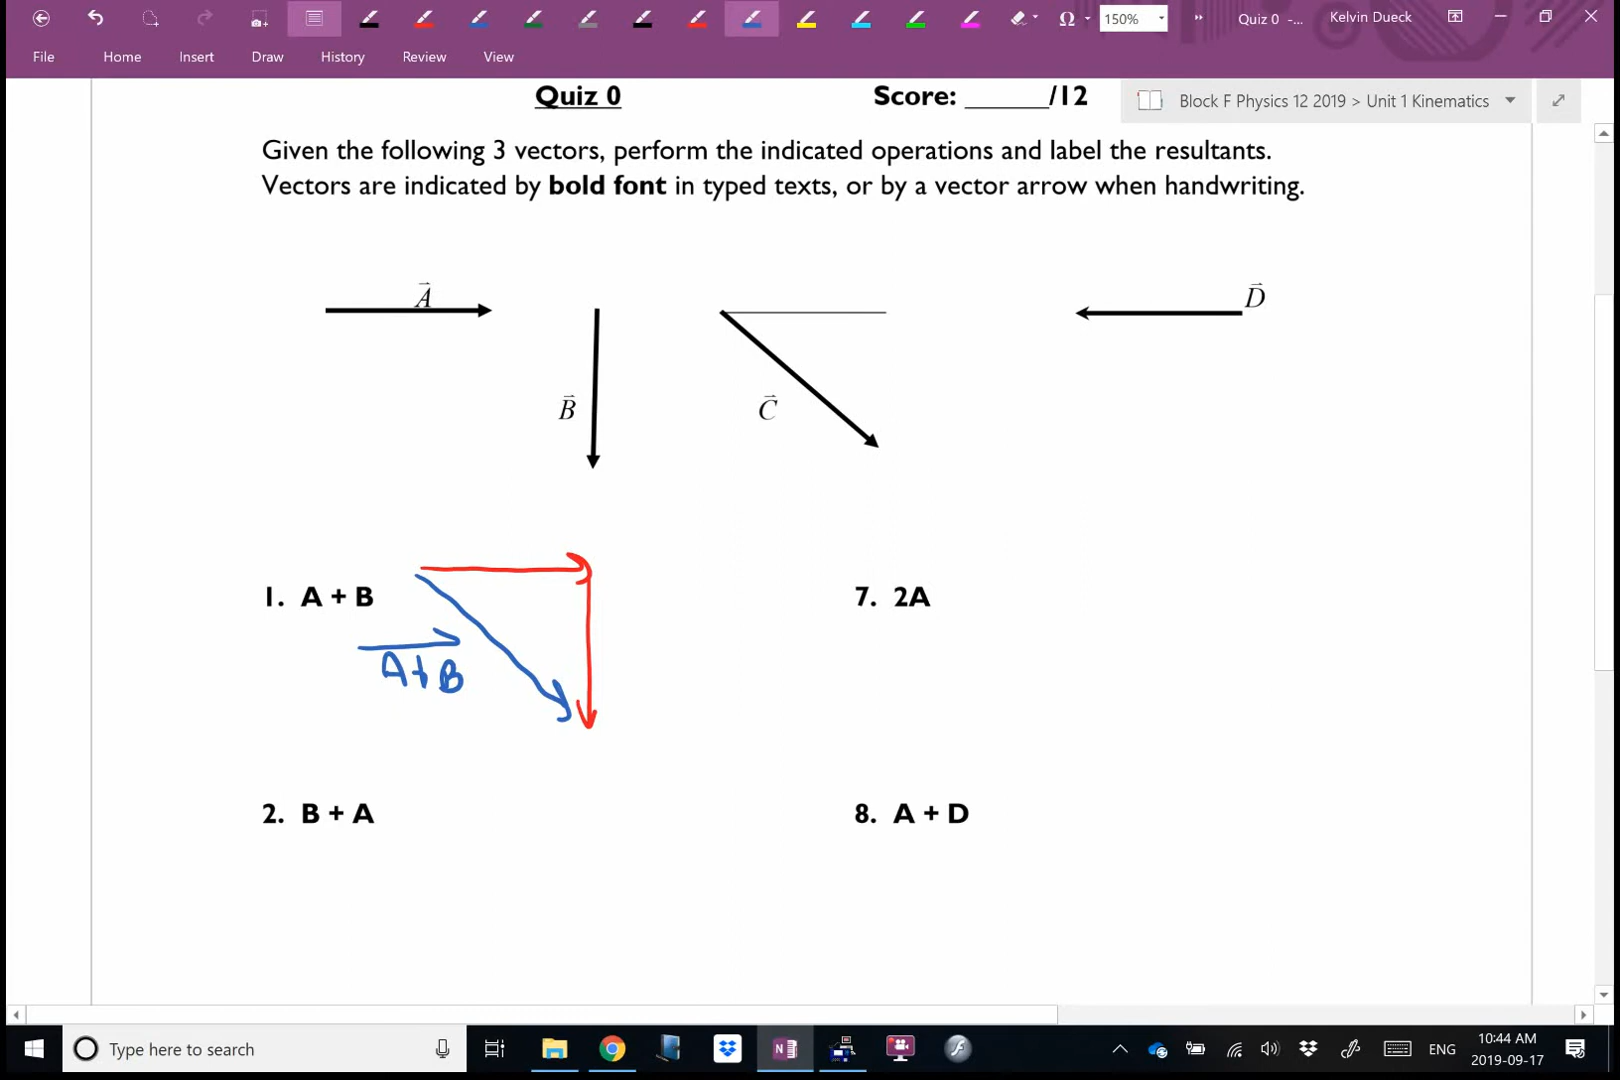 150%
Quiz 0 -...
Kelvin Dueck
File Home Insert Draw History Review View
Quiz 0 Score: ______/12
Block F Physics 12 2019 > Unit 1 Kinematics
Given the following 3 vectors, perform the indicated operations and label the resultants.
Vectors are indicated by bold font in typed texts, or by a vector arrow when handwriting.
A
D
B
C
1. A + B
7. 2A
A+B
2. B + A
8. A + D
Type here to search
N
ENG
10:44 AM
2019-09-17